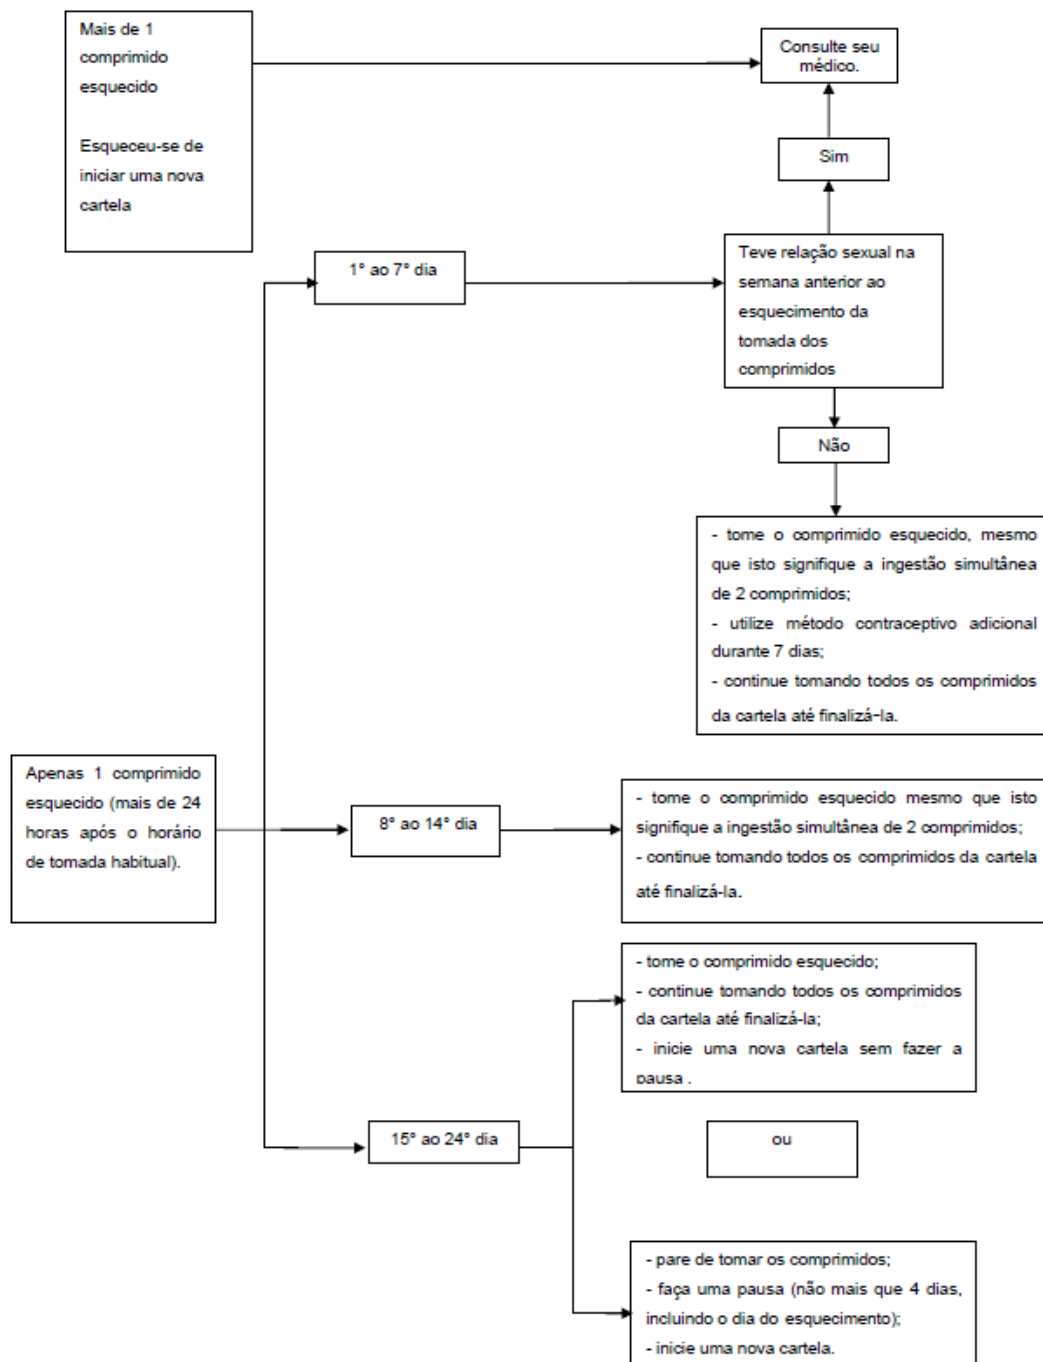 Mais de 1
comprimido
esquecido
Esqueceu-se de
iniciar uma nova
cartela
Consulte seu
médico.
Sim
Teve relação sexual na
semana anterior ao
esquecimento da
tomada dos
comprimidos
1° ao 7° dia
Não
- tome o comprimido esquecido, mesmo
que isto signifique a ingestão simultânea
de 2 comprimidos;
- utilize método contraceptivo adicional
durante 7 dias;
- continue tomando todos os comprimidos
da cartela até finalizá-la.
Apenas 1 comprimido
esquecido (mais de 24
horas após o horário
de tomada habitual).
8° ao 14° dia
- tome o comprimido esquecido mesmo que isto
signifique a ingestão simultânea de 2 comprimidos;
- continue tomando todos os comprimidos da cartela
até finalizá-la.
- tome o comprimido esquecido;
- continue tomando todos os comprimidos
da cartela até finalizá-la;
- inicie uma nova cartela sem fazer a
pausa .
15° ao 24° dia
ou
- pare de tomar os comprimidos;
- faça uma pausa (não mais que 4 dias,
incluindo o dia do esquecimento);
- inicie uma nova cartela.